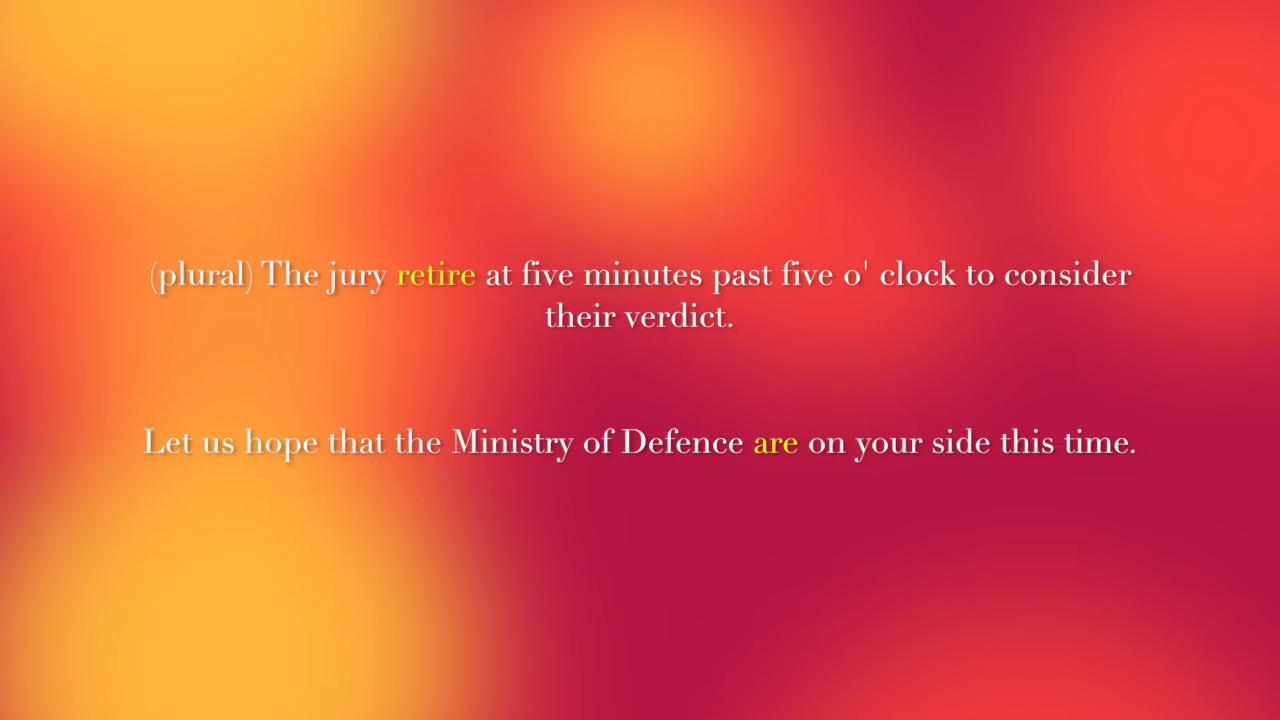 (plural) The jury retire at five minutes past five o' clock to consider
their verdict.
Let us hope that the Ministry of Defence are on your side this time.